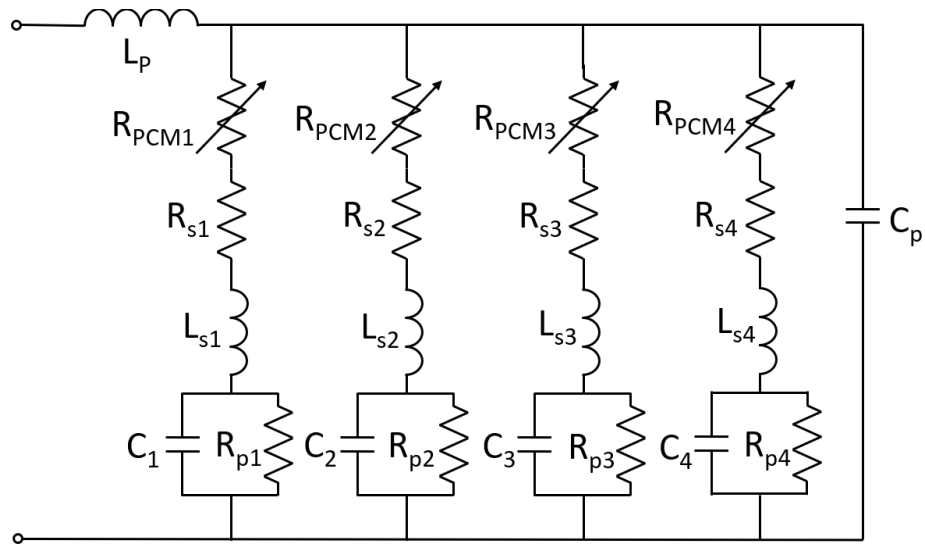 L_P
R_PCM1
R_PCM2
R_PCM3
R_PCM4
R_s1
R_s2
R_s3
R_s4
C_p
L_s1
L_s2
L_s3
L_s4
C_1
R_p1
C_2
R_p2
C_3
R_p3
C_4
R_p4